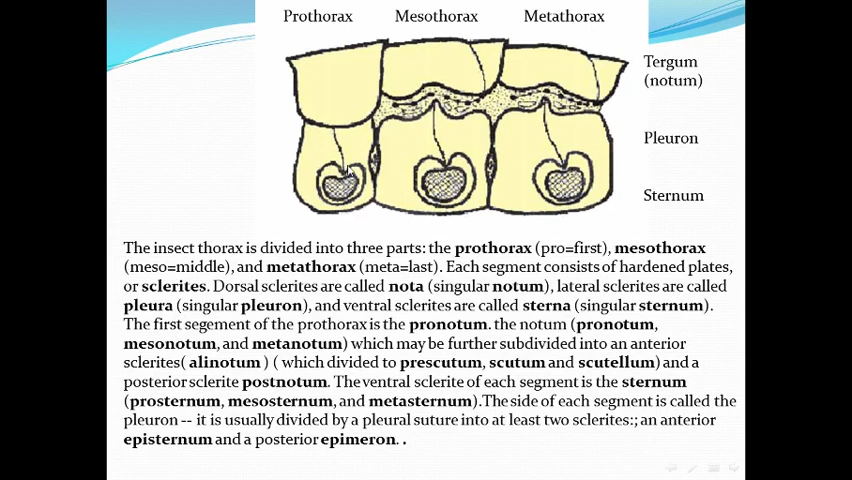 Prothorax Mesothorax Metathorax
Tergum
(notum)
Pleuron
Sternum
The insect thorax is divided into three parts: the prothorax (pro=first), mesothorax
(meso=middle), and metathorax (meta=last). Each segment consists of hardened plates,
or sclerites. Dorsal sclerites are called nota (singular notum), lateral sclerites are called
pleura (singular pleuron), and ventral sclerites are called sterna (singular sternum).
The first segement of the prothorax is the pronotum. the notum (pronotum,
mesonotum, and metanotum) which may be further subdivided into an anterior
sclerites( alinotum ) ( which divided to prescutum, scutum and scutellum) and a
posterior sclerite postnotum. The ventral sclerite of each segment is the sternum
(prosternum, mesosternum, and metasternum).The side of each segment is called the
pleuron -- it is usually divided by a pleural suture into at least two sclerites:; an anterior
episternum and a posterior epimeron. .